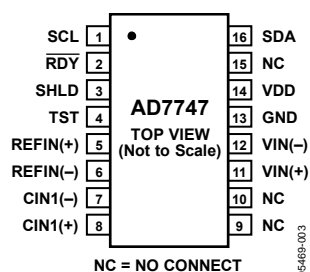 SCL 1 16 SDA
RDY 2 15 NC
SHLD 3 14 VDD
TST 4 AD7747 13 GND
REFIN(+) 5 TOP VIEW 12 VIN(–)
REFIN(–) 6 (Not to Scale) 11 VIN(+)
CIN1(–) 7 10 NC
CIN1(+) 8 9 NC
NC = NO CONNECT
05469-003